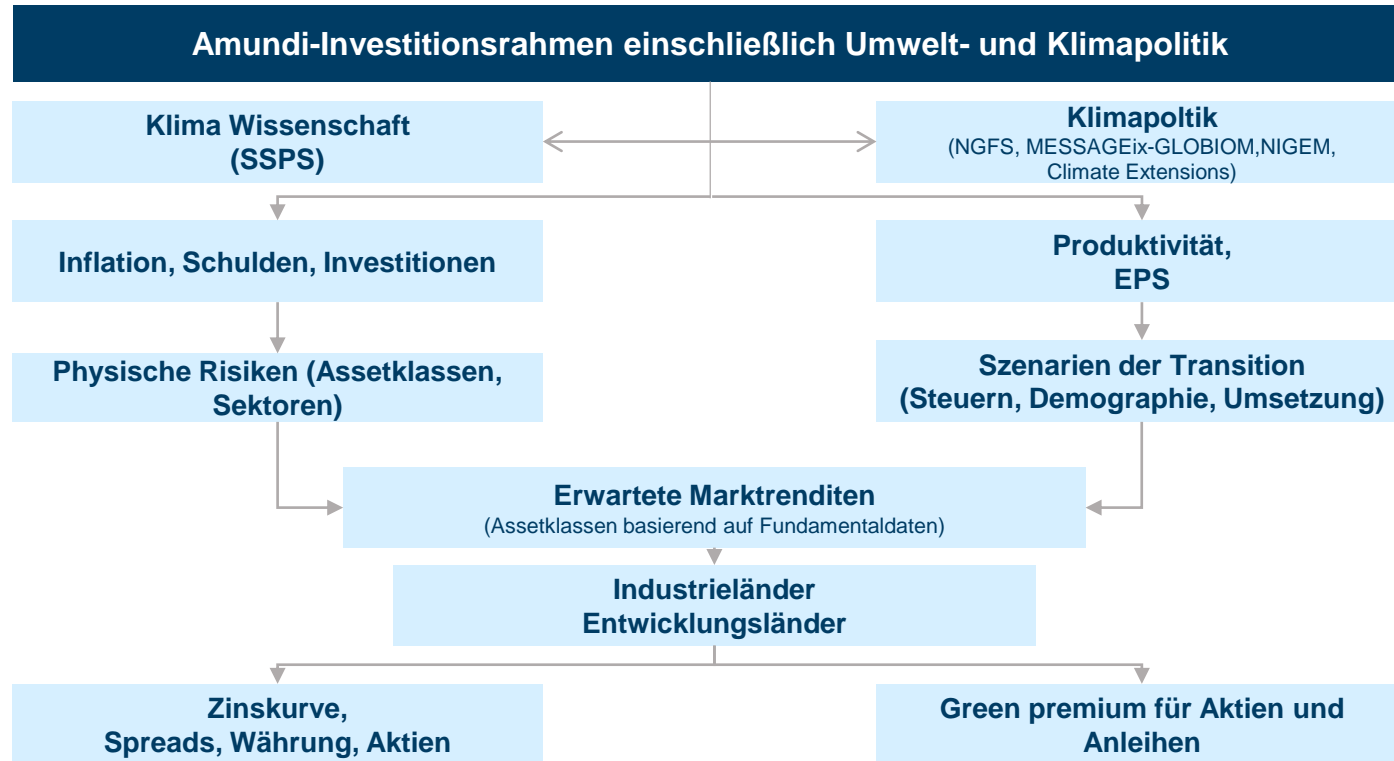 Amundi-Investitionsrahmen einschließlich Umwelt- und Klimapolitik
Klima Wissenschaft
(SSPS)
Klimapoltik
(NGFS, MESSAGEix-GLOBIOM,NIGEM,
Climate Extensions)
Inflation, Schulden, Investitionen
Produktivität,
EPS
Physische Risiken (Assetklassen,
Sektoren)
Szenarien der Transition
(Steuern, Demographie, Umsetzung)
Erwartete Marktrenditen
(Assetklassen basierend auf Fundamentaldaten)
Industrieländer
Entwicklungsländer
Zinskurve,
Spreads, Währung, Aktien
Green premium für Aktien und
Anleihen